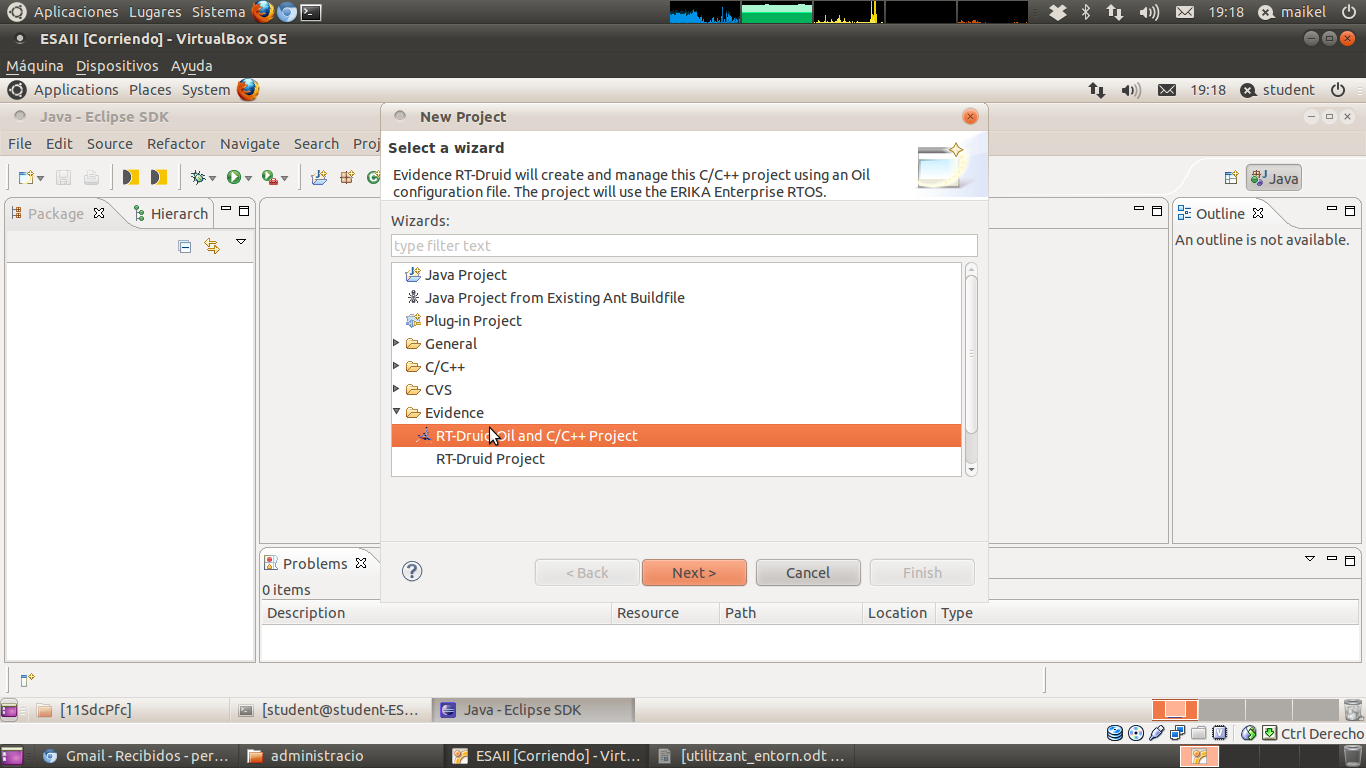 Aplicaciones Lugares Sistema 19:18 maikel
ESAII [Corriendo] - VirtualBox OSE
Máquina Dispositivos Ayuda
Applications Places System 19:18 student
Java - Eclipse SDK
New Project
File Edit Source Refactor Navigate Search Proj
Select a wizard
Evidence RT-Druid will create and manage this C/C++ project using an Oil
configuration file. The project will use the ERIKA Enterprise RTOS.
Java
Package Hierarch
Outline
An outline is not available.
Wizards:
type filter text
Java Project
Java Project from Existing Ant Buildfile
Plug-in Project
General
C/C++
CVS
Evidence
RT-Druid Oil and C/C++ Project
RT-Druid Project
< Back Next > Cancel Finish
Problems
0 items
Description Resource Path Location Type
[11SdcPfc] [student@student-ES... Java - Eclipse SDK
Ctrl Derecho
Gmail - Recibidos - per... administracio ESAII [Corriendo] - Virt... [utilitzant_entorn.odt ...